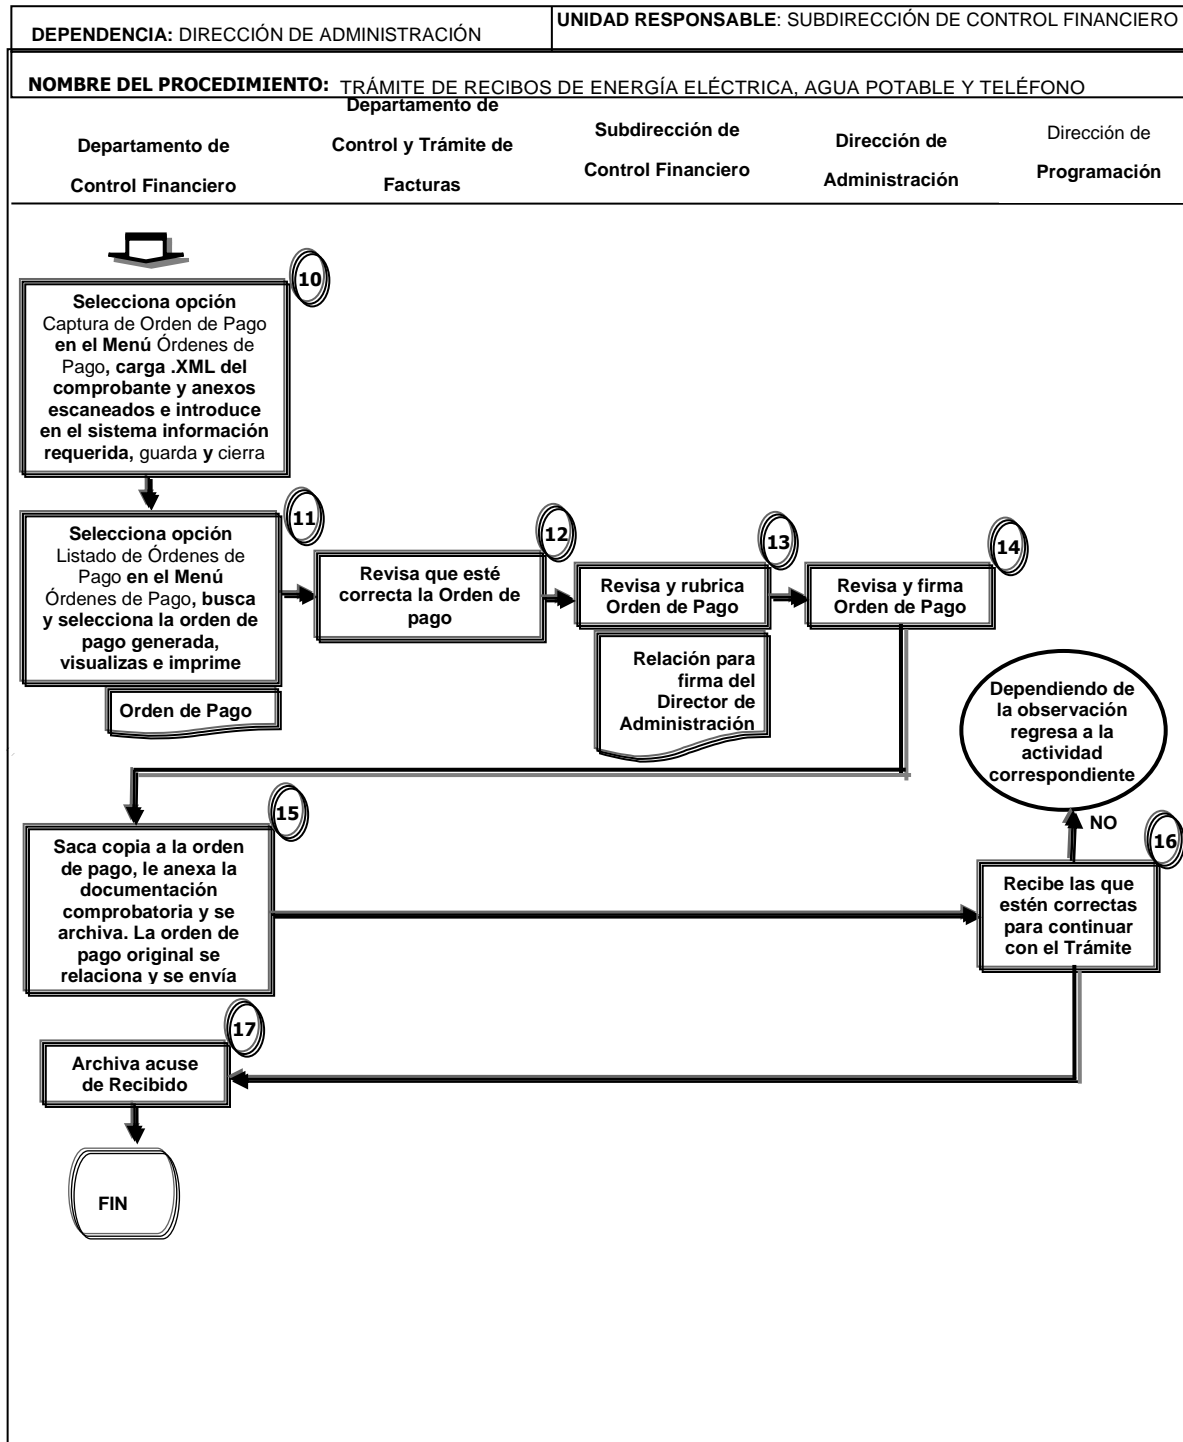 DEPENDENCIA: DIRECCIÓN DE ADMINISTRACIÓN
UNIDAD RESPONSABLE: SUBDIRECCIÓN DE CONTROL FINANCIERO
NOMBRE DEL PROCEDIMIENTO: TRÁMITE DE RECIBOS DE ENERGÍA ELÉCTRICA, AGUA POTABLE Y TELÉFONO
Departamento de
Control Financiero
Departamento de
Control y Trámite de
Facturas
Subdirección de
Control Financiero
Dirección de
Administración
Dirección de
Programación
10
Selecciona opción
Captura de Orden de Pago
en el Menú Órdenes de
Pago, carga .XML del
comprobante y anexos
escaneados e introduce
en el sistema información
requerida, guarda y cierra
11
Selecciona opción
Listado de Órdenes de
Pago en el Menú
Órdenes de Pago, busca
y selecciona la orden de
pago generada,
visualizas e imprime
Orden de Pago
12
Revisa que esté
correcta la Orden de
pago
13
Revisa y rubrica
Orden de Pago
Relación para
firma del
Director de
Administración
14
Revisa y firma
Orden de Pago
Dependiendo de
la observación
regresa a la
actividad
correspondiente
NO
15
Saca copia a la orden
de pago, le anexa la
documentación
comprobatoria y se
archiva. La orden de
pago original se
relaciona y se envía
16
Recibe las que
estén correctas
para continuar
con el Trámite
17
Archiva acuse
de Recibido
FIN